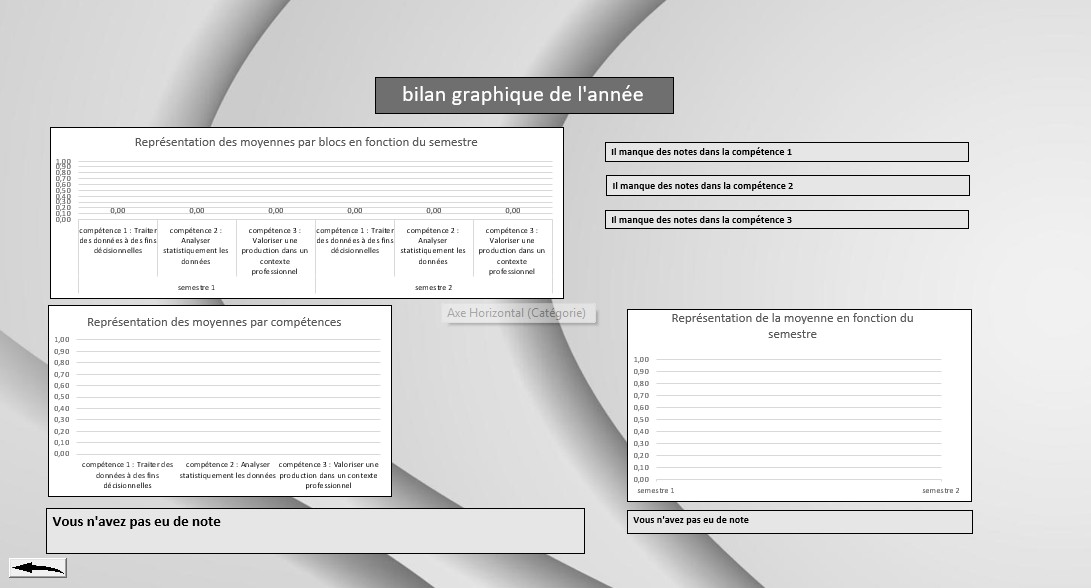 bilan graphique de l'année
Représentation des moyennes par blocs en fonction du semestre
1,00
0,90
0,80
0,70
0,60
0,50
0,40
0,30
0,20
0,10
0,00
0,00 0,00 0,00 0,00 0,00 0,00
compétence 1 : Traiter
des données à des fins
décisionnelles
compétence 2 :
Analyser
statistiquement les
données
compétence 3 :
Valoriser une
production dans un
contexte
professionnel
compétence 1 : Traiter
des données à des fins
décisionnelles
compétence 2 :
Analyser
statistiquement les
données
compétence 3 :
Valoriser une
production dans un
contexte
professionnel
semestre 1
semestre 2
Il manque des notes dans la compétence 1
Il manque des notes dans la compétence 2
Il manque des notes dans la compétence 3
Axe Horizontal (Catégorie)
Représentation des moyennes par compétences
1,00
0,90
0,80
0,70
0,60
0,50
0,40
0,30
0,20
0,10
0,00
compétence 1 : Traiter des
données à des fins
décisionnelles
compétence 2 : Analyser
statistiquement les données
compétence 3 : Valoriser une
production dans un contexte
professionnel
Représentation de la moyenne en fonction du
semestre
1,00
0,90
0,80
0,70
0,60
0,50
0,40
0,30
0,20
0,10
0,00
semestre 1
semestre 2
Vous n'avez pas eu de note
Vous n'avez pas eu de note